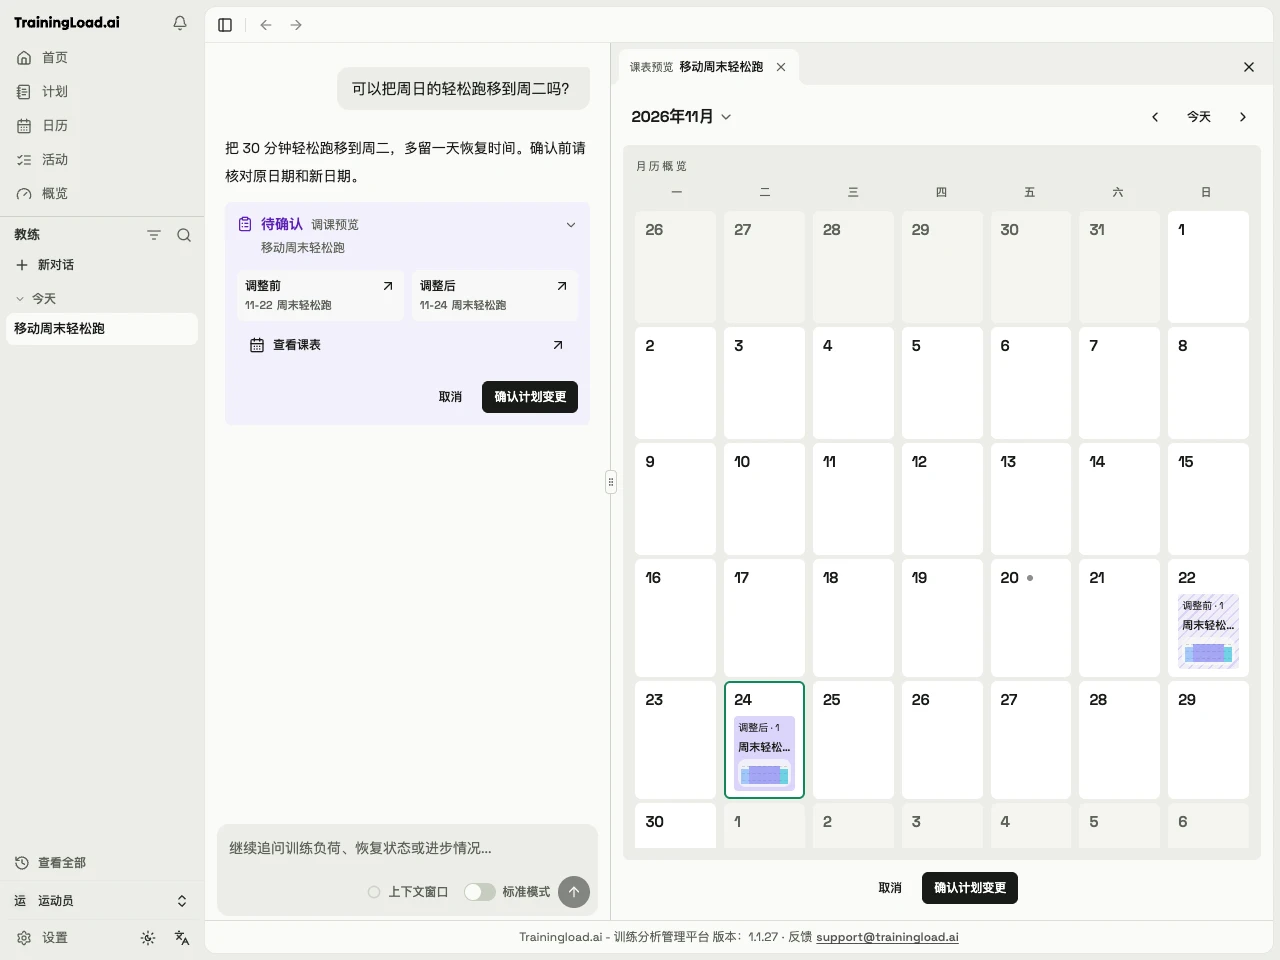 TrainingLoad.ai
首页
计划
日历
活动
概览
教练
新对话
今天
移动周末轻松跑
查看全部
运 运动员
设置
可以把周日的轻松跑移到周二吗?
把 30 分钟轻松跑移到周二，多留一天恢复时间。确认前请
核对原日期和新日期。
待确认 调课预览
移动周末轻松跑
调整前
11-22 周末轻松跑
调整后
11-24 周末轻松跑
查看课表
取消 确认计划变更
继续追问训练负荷、恢复状态或进步情况...
上下文窗口 标准模式
课表预览 移动周末轻松跑
2026年11月
今天
月历概览
一 二 三 四 五 六 日
26 27 28 29 30 31 1
2 3 4 5 6 7 8
9 10 11 12 13 14 15
16 17 18 19 20 21 22
调整前 · 1
周末轻松...
23 24 25 26 27 28 29
调整后 · 1
周末轻松...
30 1 2 3 4 5 6
取消 确认计划变更
Trainingload.ai - 训练分析管理平台 版本：1.1.27 · 反馈 support@trainingload.ai